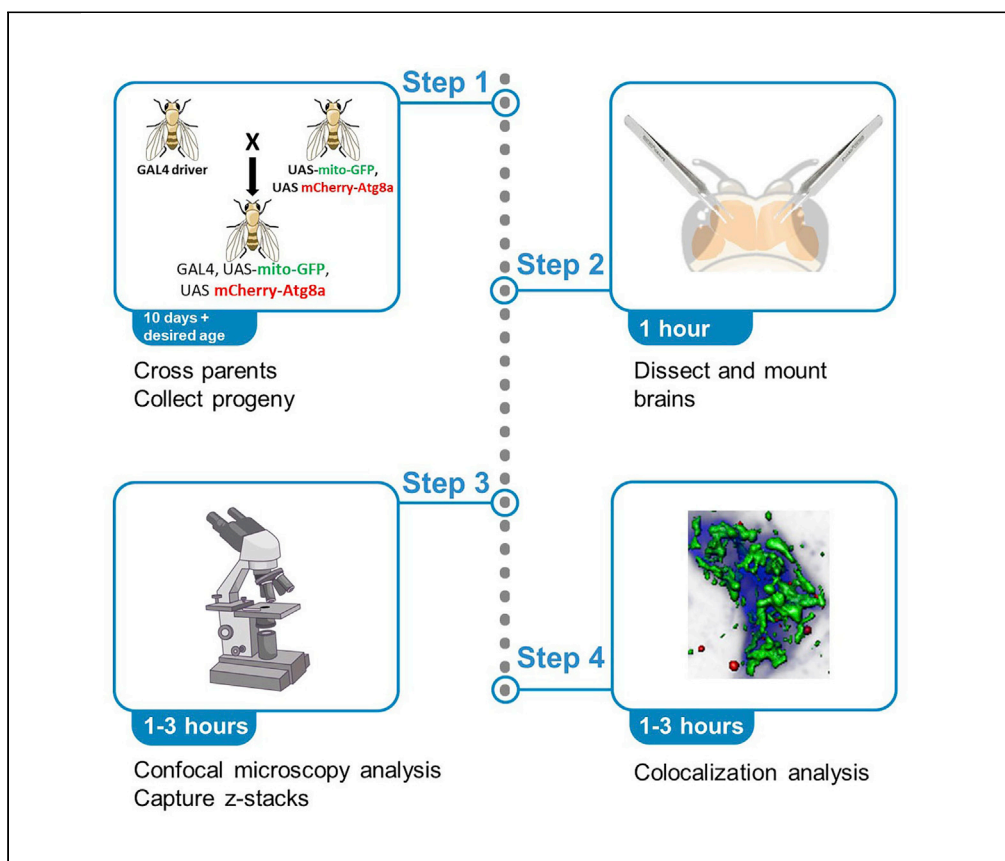 Step 1
GAL4 driver
X
UAS-mito-GFP,
UAS mCherry-Atg8a
GAL4, UAS-mito-GFP,
UAS mCherry-Atg8a
10 days +
desired age
Cross parents
Collect progeny
Step 2
1 hour
Dissect and mount
brains
Step 3
1-3 hours
Confocal microscopy analysis
Capture z-stacks
Step 4
1-3 hours
Colocalization analysis